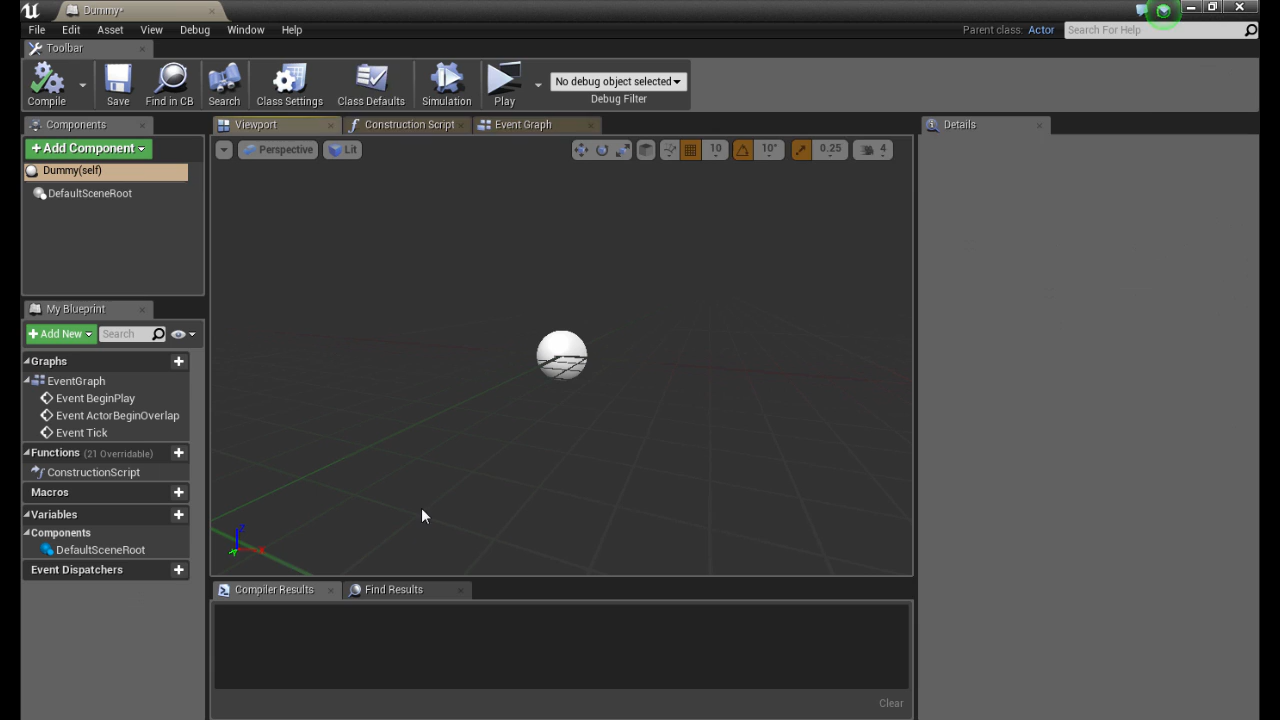 Dummy*
File Edit Asset View Debug Window Help
Parent class: Actor
Search For Help
Toolbar
Compile
Save
Find in CB
Search
Class Settings
Class Defaults
Simulation
Play
No debug object selected
Debug Filter
Components
+Add Component
Dummy(self)
DefaultSceneRoot
My Blueprint
+Add New
Search
Graphs
EventGraph
Event BeginPlay
Event ActorBeginOverlap
Event Tick
Functions (21 Overridable)
ConstructionScript
Macros
Variables
Components
DefaultSceneRoot
Event Dispatchers
Viewport
Construction Script
Event Graph
Perspective
Lit
10
10°
0.25
4
Z
Compiler Results
Find Results
Clear
Details